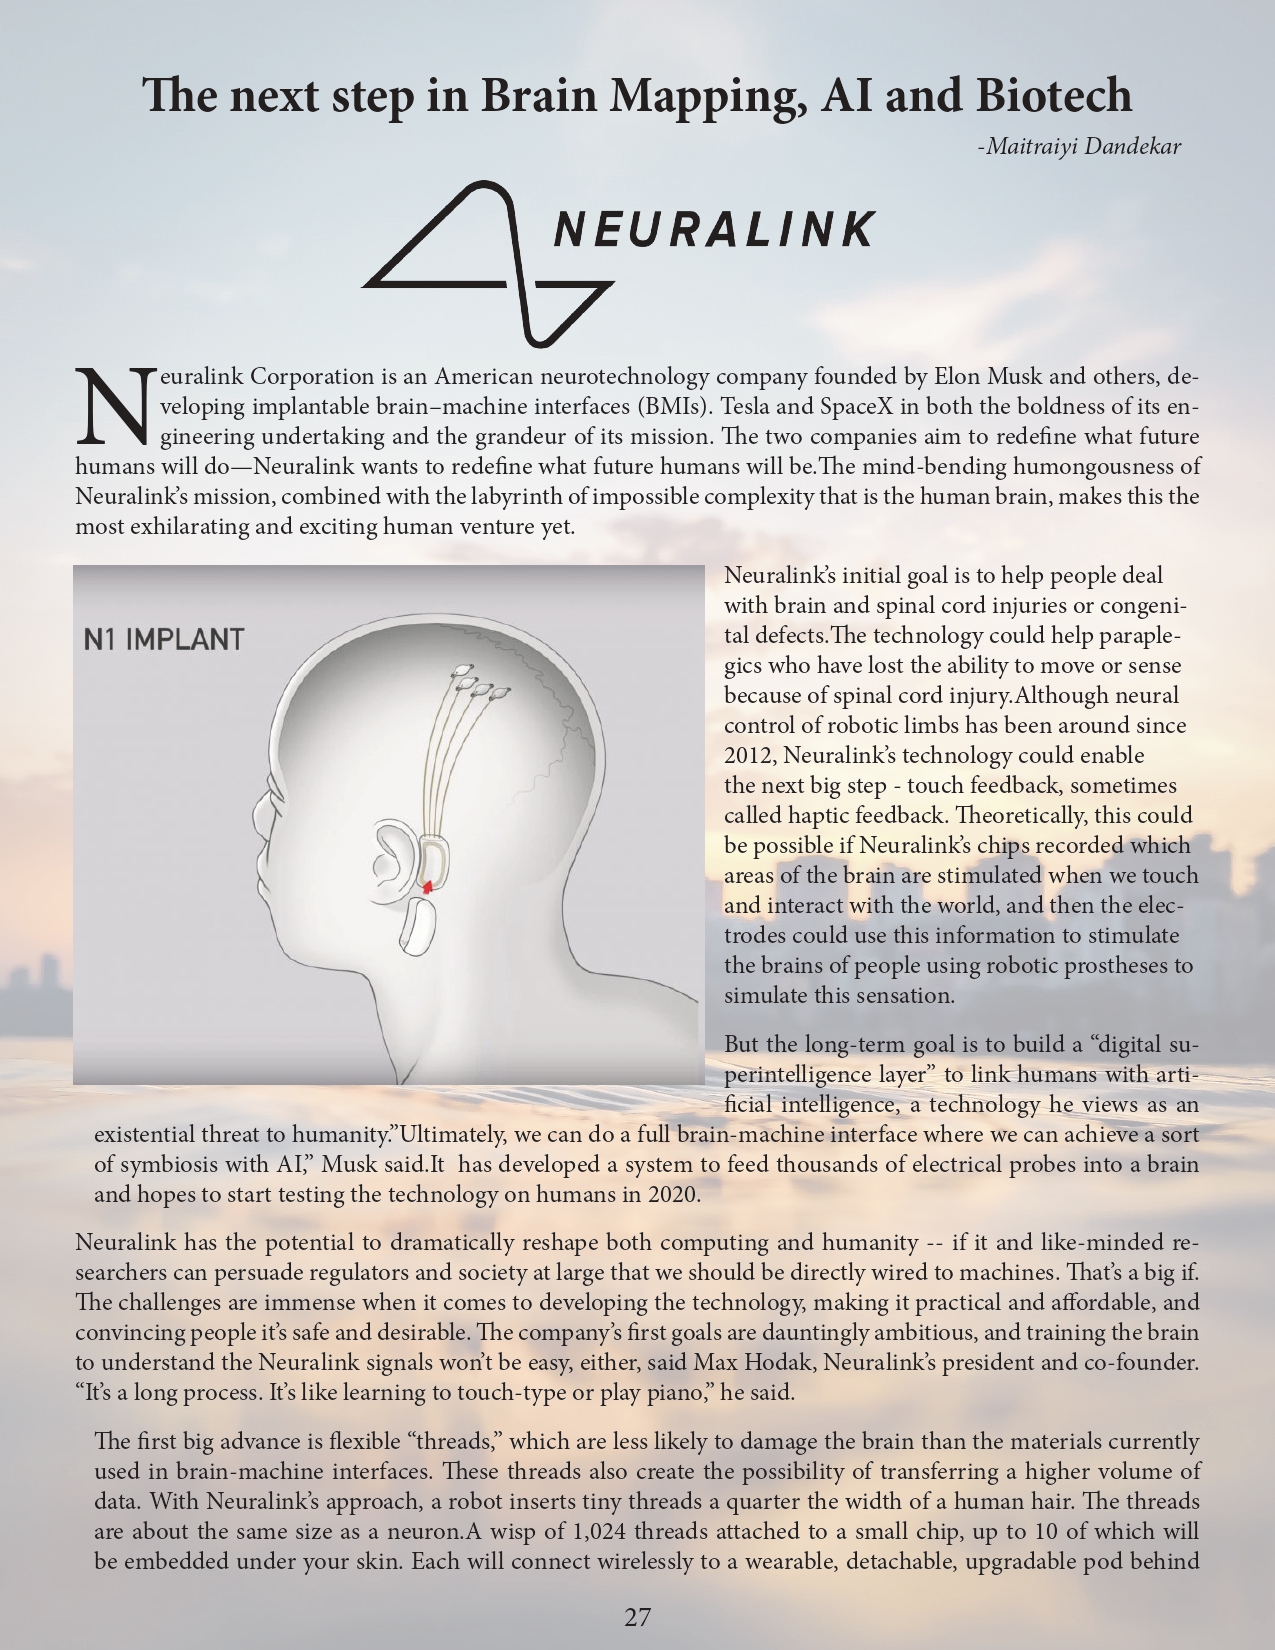 The next step in Brain Mapping, AI and Biotech
-Maitraiyi Dandekar
NEURALINK
Neuralink Corporation is an American neurotechnology company founded by Elon Musk and others, de-
veloping implantable brain–machine interfaces (BMIs). Tesla and SpaceX in both the boldness of its en-
gineering undertaking and the grandeur of its mission. The two companies aim to redefine what future
humans will do—Neuralink wants to redefine what future humans will be.The mind-bending humongousness of
Neuralink’s mission, combined with the labyrinth of impossible complexity that is the human brain, makes this the
most exhilarating and exciting human venture yet.
N1 IMPLANT
Neuralink’s initial goal is to help people deal
with brain and spinal cord injuries or congeni-
tal defects.The technology could help paraple-
gics who have lost the ability to move or sense
because of spinal cord injury.Although neural
control of robotic limbs has been around since
2012, Neuralink’s technology could enable
the next big step - touch feedback, sometimes
called haptic feedback. Theoretically, this could
be possible if Neuralink’s chips recorded which
areas of the brain are stimulated when we touch
and interact with the world, and then the elec-
trodes could use this information to stimulate
the brains of people using robotic prostheses to
simulate this sensation.
But the long-term goal is to build a “digital su-
perintelligence layer” to link humans with arti-
ficial intelligence, a technology he views as an
existential threat to humanity.”Ultimately, we can do a full brain-machine interface where we can achieve a sort
of symbiosis with AI,” Musk said.It has developed a system to feed thousands of electrical probes into a brain
and hopes to start testing the technology on humans in 2020.
Neuralink has the potential to dramatically reshape both computing and humanity -- if it and like-minded re-
searchers can persuade regulators and society at large that we should be directly wired to machines. That’s a big if.
The challenges are immense when it comes to developing the technology, making it practical and affordable, and
convincing people it’s safe and desirable. The company’s first goals are dauntingly ambitious, and training the brain
to understand the Neuralink signals won’t be easy, either, said Max Hodak, Neuralink’s president and co-founder.
“It’s a long process. It’s like learning to touch-type or play piano,” he said.
The first big advance is flexible “threads,” which are less likely to damage the brain than the materials currently
used in brain-machine interfaces. These threads also create the possibility of transferring a higher volume of
data. With Neuralink’s approach, a robot inserts tiny threads a quarter the width of a human hair. The threads
are about the same size as a neuron.A wisp of 1,024 threads attached to a small chip, up to 10 of which will
be embedded under your skin. Each will connect wirelessly to a wearable, detachable, upgradable pod behind
27